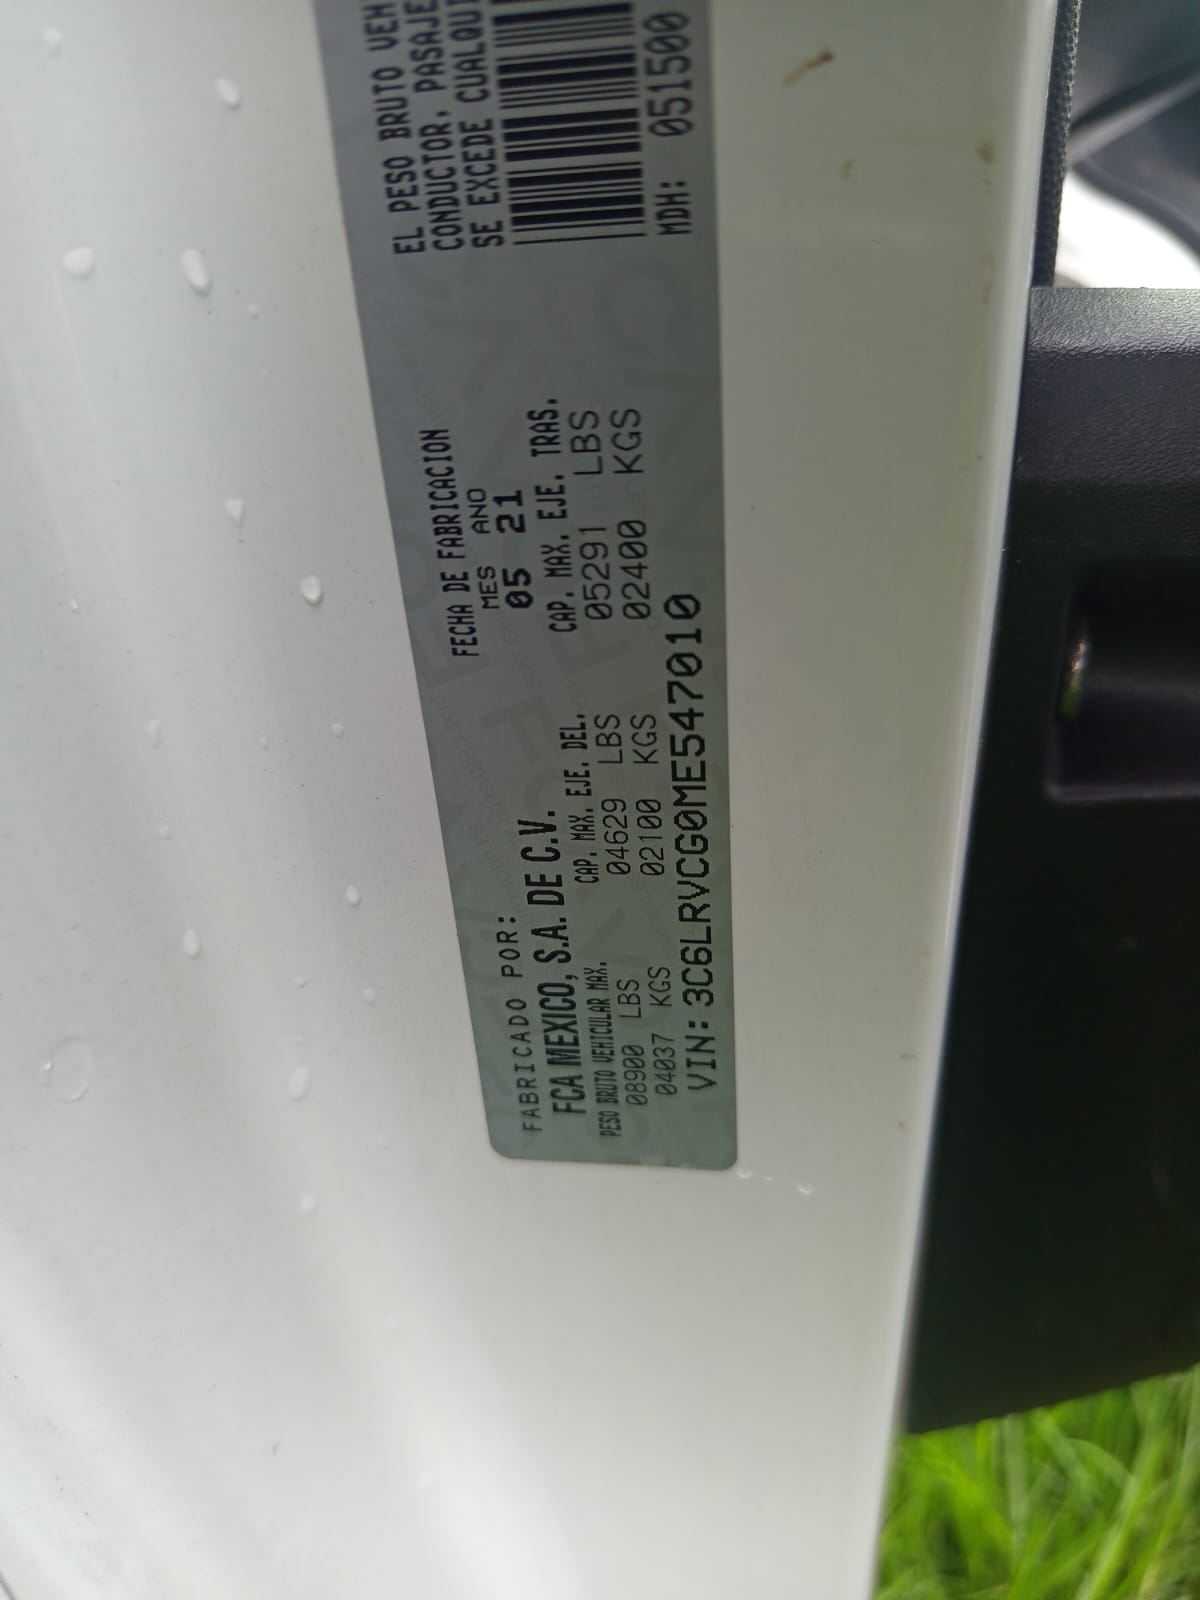 FABRICADO POR:
FCA MEXICO, S.A. DE C.V.
FECHA DE FABRICACION
MES ANO
05 21
EL PESO BRUTO VEH
CONDUCTOR, PASAJE
SE EXCEDE CUALQUI
PESO BRUTO VEHICULAR MAX.
08900 LBS
04037 KGS
CAP. MAX. EJE. DEL.
04629 LBS
02100 KGS
CAP. MAX. EJE. TRAS.
05291 LBS
02400 KGS
VIN: 3C6LRVCG0ME547010
MDH: 051500